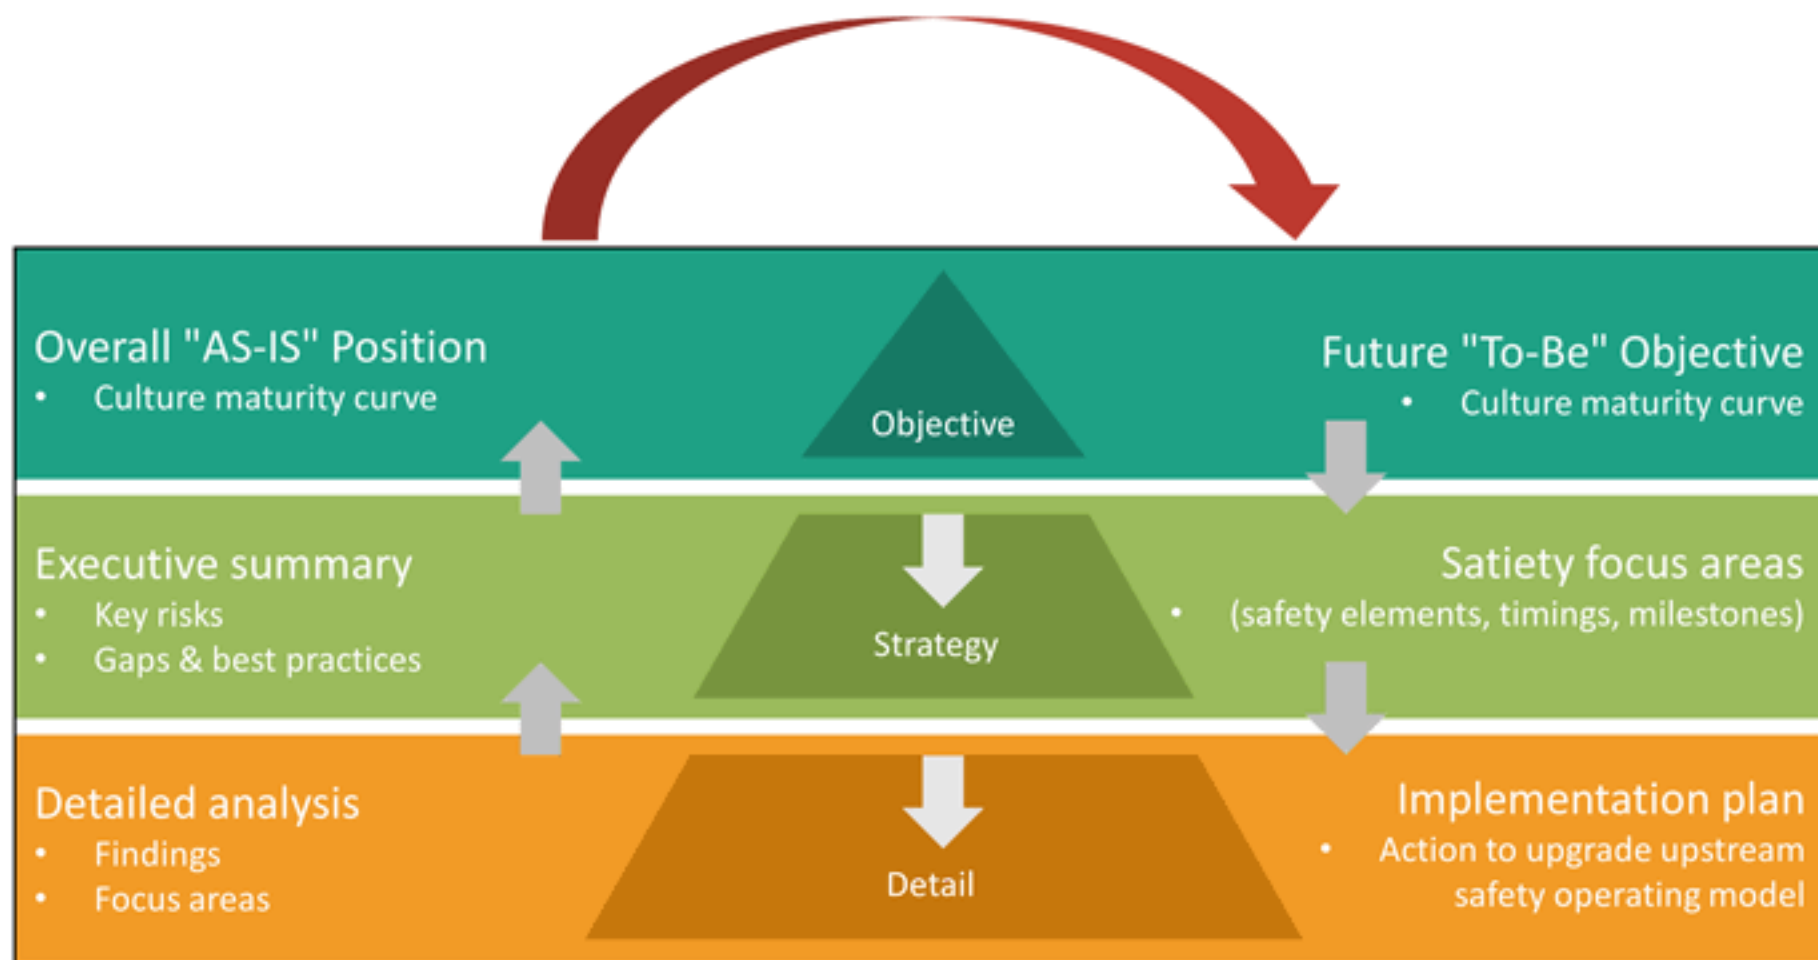 Overall "AS-IS" Position
• Culture maturity curve
Objective
Future "To-Be" Objective
• Culture maturity curve
Executive summary
• Key risks
• Gaps & best practices
Strategy
Satiety focus areas
• (safety elements, timings, milestones)
Detailed analysis
• Findings
• Focus areas
Detail
Implementation plan
• Action to upgrade upstream
safety operating model